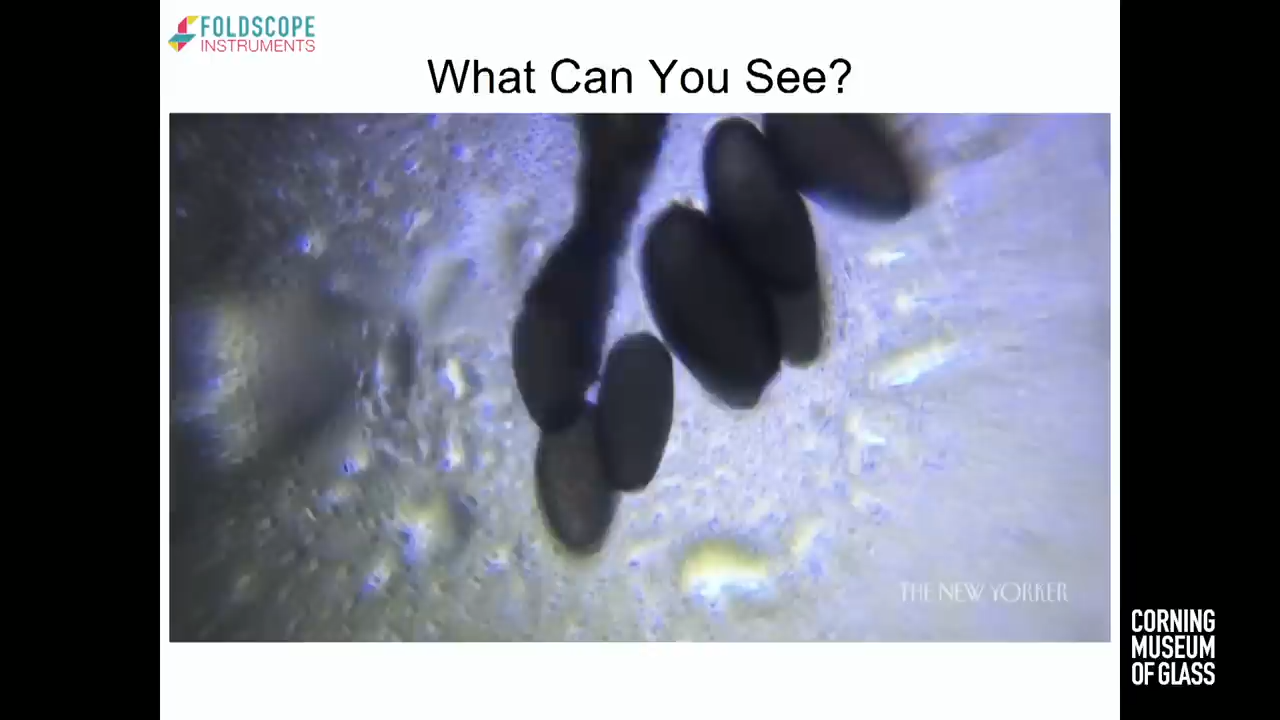 FOLDSCOPE
INSTRUMENTS
What Can You See?
THE NEW YORKER
CORNING
MUSEUM
OF GLASS